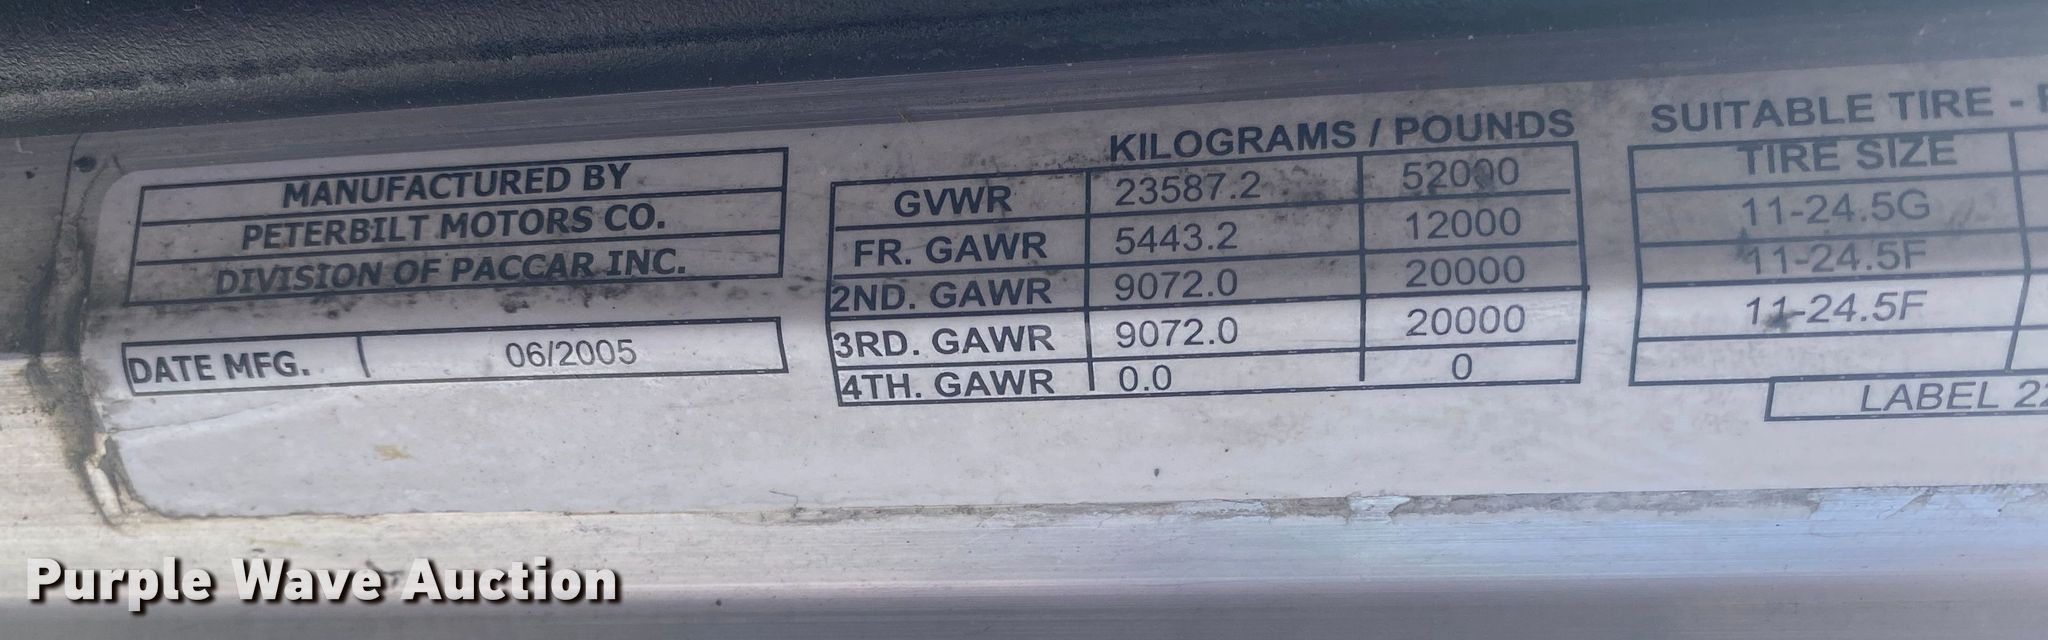 MANUFACTURED BY
PETERBILT MOTORS CO.
DIVISION OF PACCAR INC.
DATE MFG. 06/2005
KILOGRAMS / POUNDS
GVWR 23587.2 52000
FR. GAWR 5443.2 12000
2ND. GAWR 9072.0 20000
3RD. GAWR 9072.0 20000
4TH. GAWR 0.0 0
SUITABLE TIRE -
TIRE SIZE
11-24.5G
11-24.5F
11-24.5F
LABEL 22
Purple Wave Auction